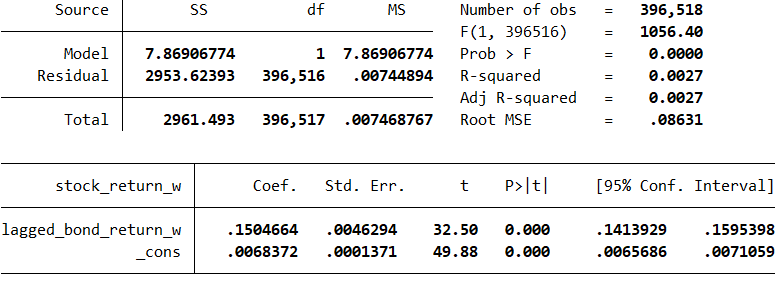 Source SS df MS Number of obs = 396,518
F(1, 396516) = 1056.40
Model 7.86906774 1 7.86906774 Prob > F = 0.0000
Residual 2953.62393 396,516 .00744894 R-squared = 0.0027
Adj R-squared = 0.0027
Total 2961.493 396,517 .007468767 Root MSE = .08631
stock_return_w Coef. Std. Err. t P>|t| [95% Conf. Interval]
lagged_bond_return_w .1504664 .0046294 32.50 0.000 .1413929 .1595398
_cons .0068372 .0001371 49.88 0.000 .0065686 .0071059